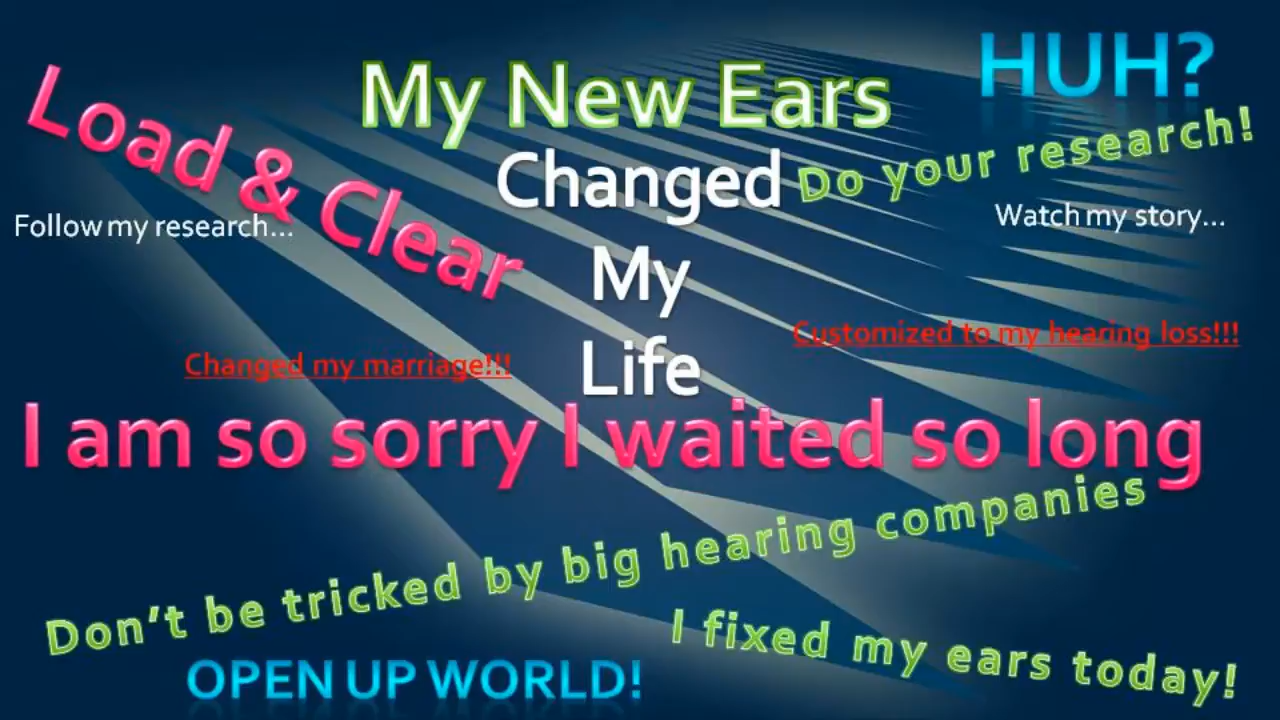 HUH?
My New Ears
Load & Clear
Changed
Do your research!
Follow my research...
Watch my story...
My
Customized to my hearing loss!!!
Changed my marriage!!!
Life
I am so sorry I waited so long
Don't be tricked by big hearing companies
I fixed my ears today!
OPEN UP WORLD!